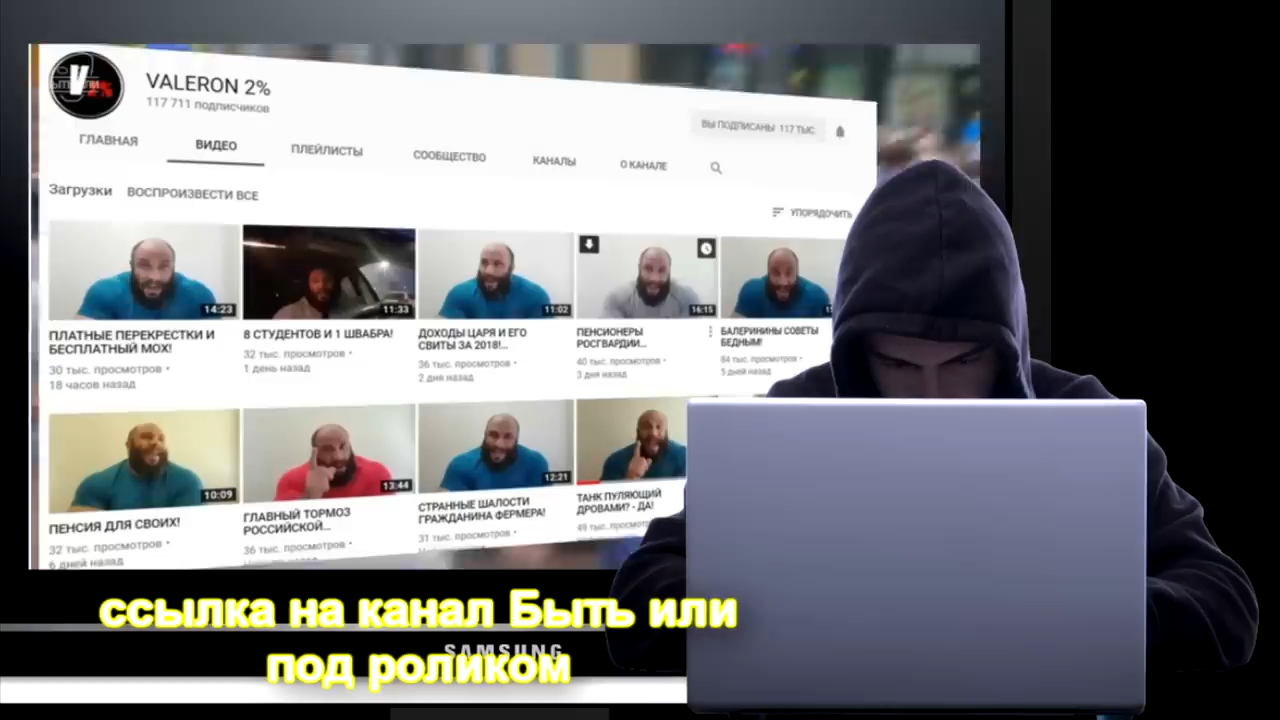 VALERON 2%
117 711 подписчиков
ВЫ ПОДПИСАНЫ 117 ТЫС.
ГЛАВНАЯ
ВИДЕО
ПЛЕЙЛИСТЫ
СООБЩЕСТВО
КАНАЛЫ
О КАНАЛЕ
Загрузки
ВОСПРОИЗВЕСТИ ВСЕ
УПОРЯДОЧИТЬ
14:23
11:33
11:02
16:15
ПЛАТНЫЕ ПЕРЕКРЕСТКИ И
БЕСПЛАТНЫЙ МОХ!
30 тыс. просмотров •
18 часов назад
8 СТУДЕНТОВ И 1 ШВАБРА!
32 тыс. просмотров •
1 день назад
ДОХОДЫ ЦАРЯ И ЕГО
СВИТЫ ЗА 2018!...
36 тыс. просмотров •
2 дня назад
ПЕНСИОНЕРЫ
РОСГВАРДИИ...
40 тыс. просмотров •
3 дня назад
БАЛЕРИНИНЫ СОВЕТЫ
БЕДНЫМ!
84 тыс. просмотров •
5 дней назад
10:09
13:44
12:21
ПЕНСИЯ ДЛЯ СВОИХ!
32 тыс. просмотров •
6 дней назад
ГЛАВНЫЙ ТОРМОЗ
РОССИЙСКОЙ...
36 тыс. просмотров •
СТРАННЫЕ ШАЛОСТИ
ГРАЖДАНИНА ФЕРМЕРА!
31 тыс. просмотров •
ТАНК ПУЛЯЮЩИЙ
ДРОВАМИ? - ДА!
49 тыс.
ссылка на канал Быть или
SAMSUNG
под роликом